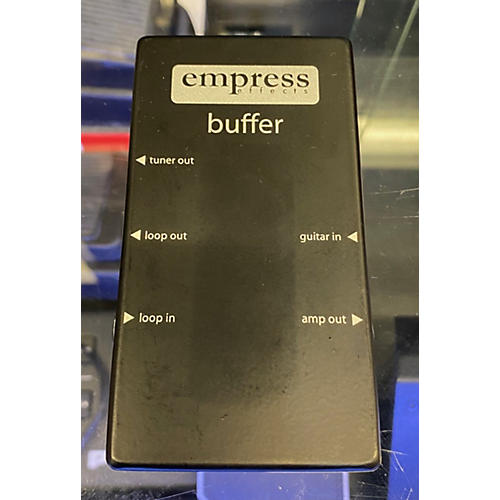 empress
effects
buffer
◀ tuner out
◀ loop out
guitar in ◀
▶ loop in
amp out ▶